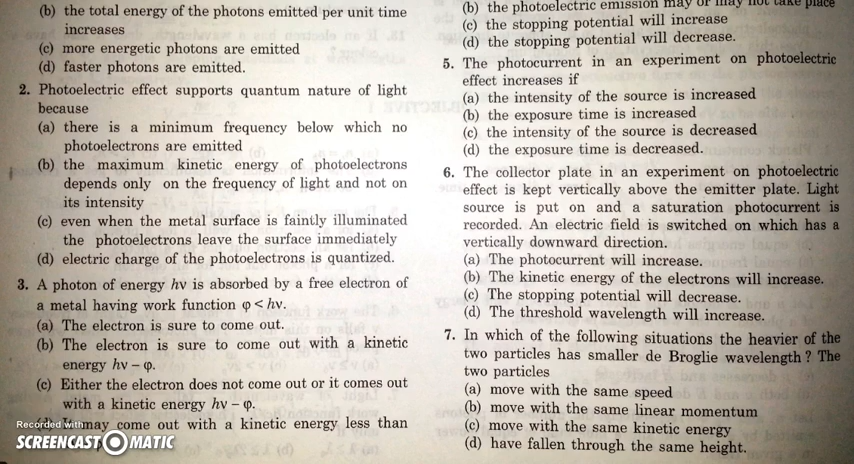 (b) the total energy of the photons emitted per unit time
increases
(c) more energetic photons are emitted
(d) faster photons are emitted.
2. Photoelectric effect supports quantum nature of light
because
(a) there is a minimum frequency below which no
photoelectrons are emitted
(b) the maximum kinetic energy of photoelectrons
depends only on the frequency of light and not on
its intensity
(c) even when the metal surface is faintly illuminated
the photoelectrons leave the surface immediately
(d) electric charge of the photoelectrons is quantized.
3. A photon of energy hν is absorbed by a free electron of
a metal having work function φ < hν.
(a) The electron is sure to come out.
(b) The electron is sure to come out with a kinetic
energy hν – φ.
(c) Either the electron does not come out or it comes out
with a kinetic energy hν – φ.
may come out with a kinetic energy less than
(b) the photoelectric emission may or may not take place
(c) the stopping potential will increase
(d) the stopping potential will decrease.
5. The photocurrent in an experiment on photoelectric
effect increases if
(a) the intensity of the source is increased
(b) the exposure time is increased
(c) the intensity of the source is decreased
(d) the exposure time is decreased.
6. The collector plate in an experiment on photoelectric
effect is kept vertically above the emitter plate. Light
source is put on and a saturation photocurrent is
recorded. An electric field is switched on which has a
vertically downward direction.
(a) The photocurrent will increase.
(b) The kinetic energy of the electrons will increase.
(c) The stopping potential will decrease.
(d) The threshold wavelength will increase.
7. In which of the following situations the heavier of the
two particles has smaller de Broglie wavelength ? The
two particles
(a) move with the same speed
(b) move with the same linear momentum
(c) move with the same kinetic energy
(d) have fallen through the same height.
Recorded with
SCREENCAST MATIC